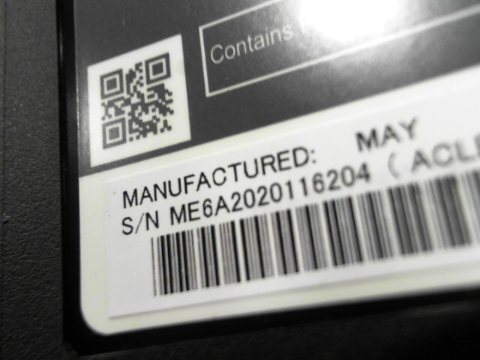 Contains
MANUFACTURED: MAY
S/N ME6A2020116204 ( ACL